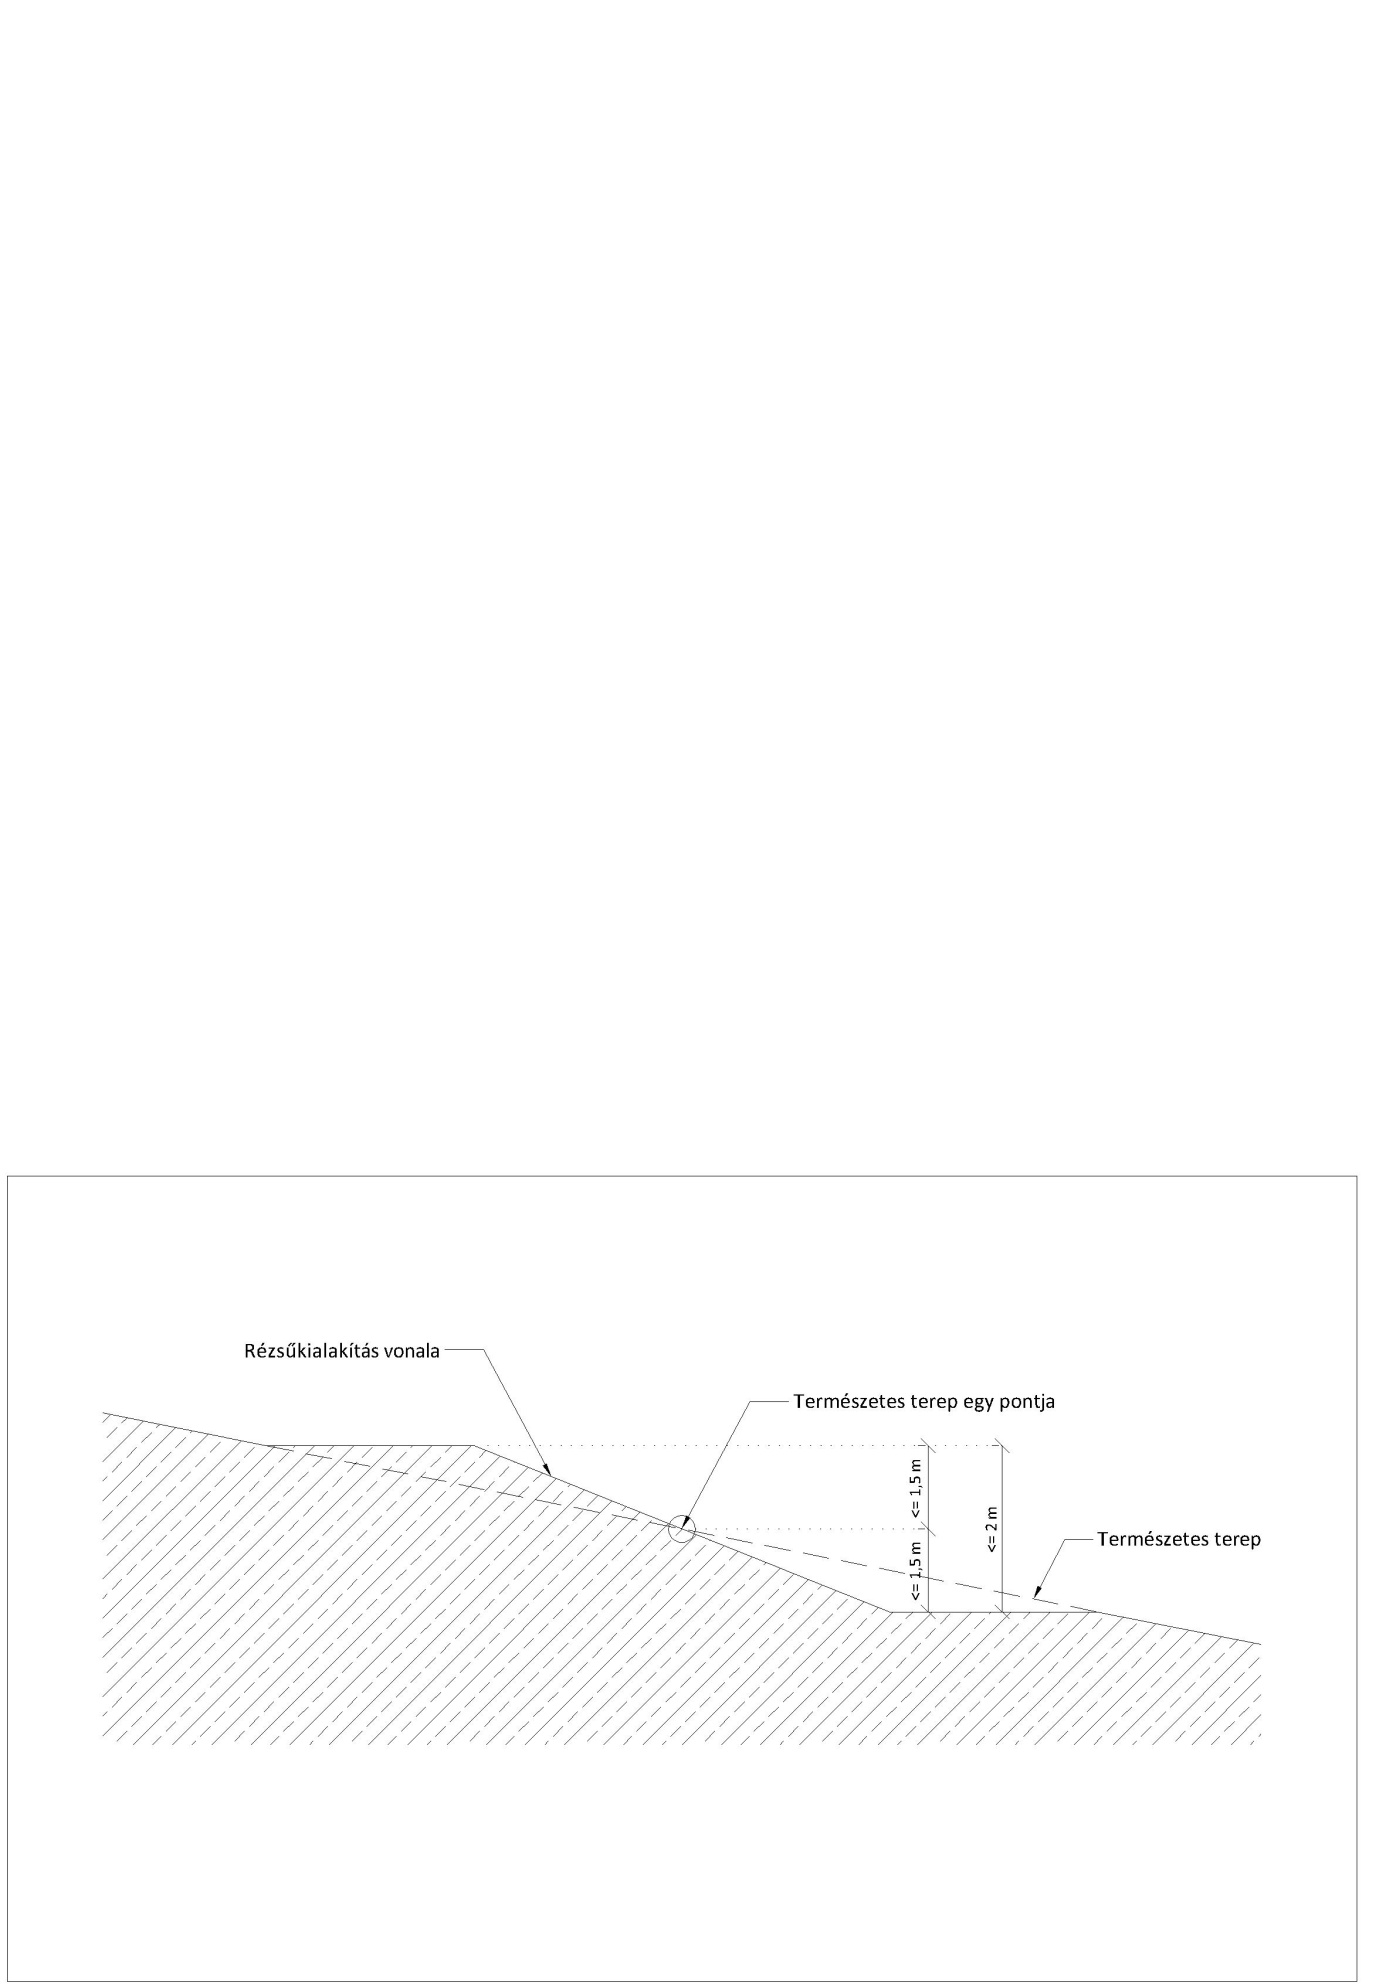 Rézsűkialakítás vonala
Természetes terep egy pontja
<= 1,5 m
<= 1,5 m
<= 2 m
Természetes terep